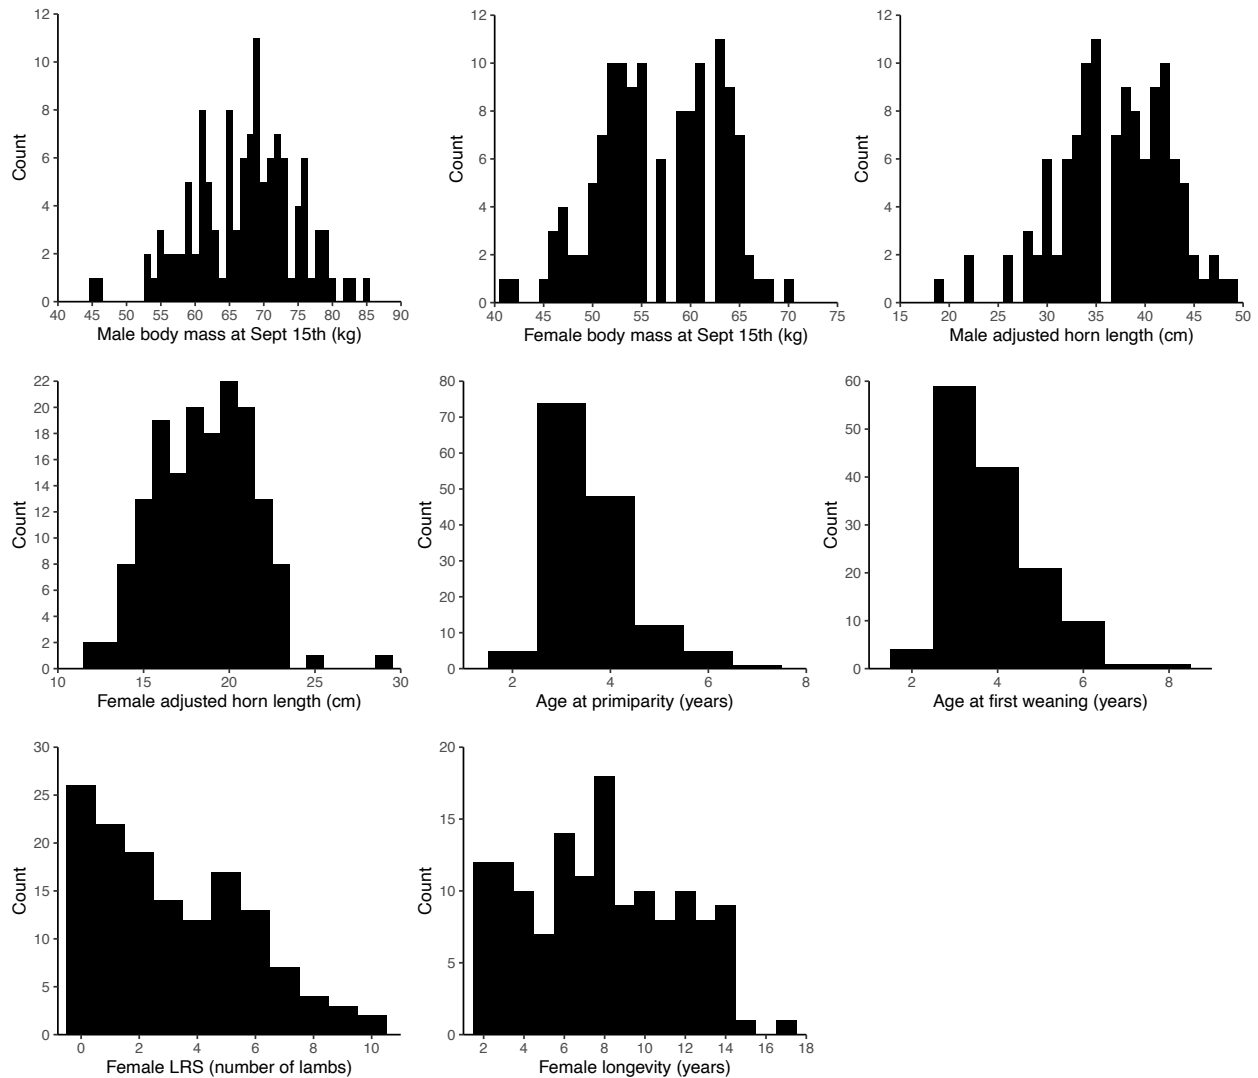 12
10
8
6
4
2
0
Count
40 45 50 55 60 65 70 75 80 85 90
Male body mass at Sept 15th (kg)
12
10
8
6
4
2
0
Count
40 45 50 55 60 65 70 75
Female body mass at Sept 15th (kg)
12
10
8
6
4
2
0
Count
15 20 25 30 35 40 45 50
Male adjusted horn length (cm)
22
20
18
16
14
12
10
8
6
4
2
0
Count
10 15 20 25 30
Female adjusted horn length (cm)
80
70
60
50
40
30
20
10
0
Count
2 4 6 8
Age at primiparity (years)
60
50
40
30
20
10
0
Count
2 4 6 8
Age at first weaning (years)
30
25
20
15
10
5
0
Count
0 2 4 6 8 10
Female LRS (number of lambs)
20
15
10
5
0
Count
2 4 6 8 10 12 14 16 18
Female longevity (years)